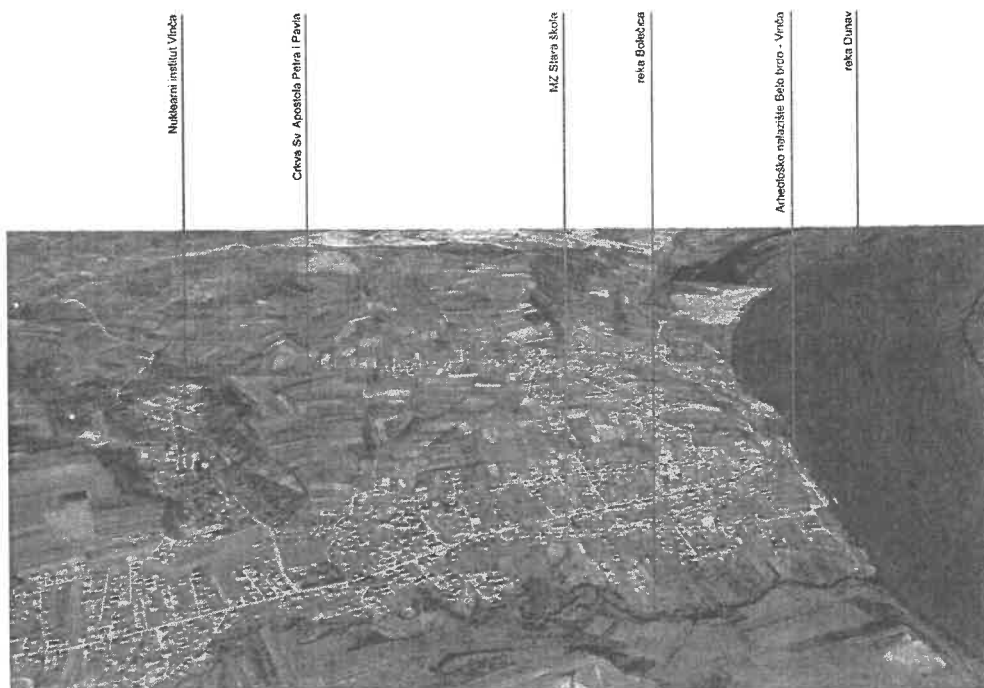 Nuklearni institut Vinča
Crkva Sv. Apostola Petra i Pavla
MZ Stara škola
reka Bolečica
Arheološko nalazište Belo brdo - Vinča
reka Dunav